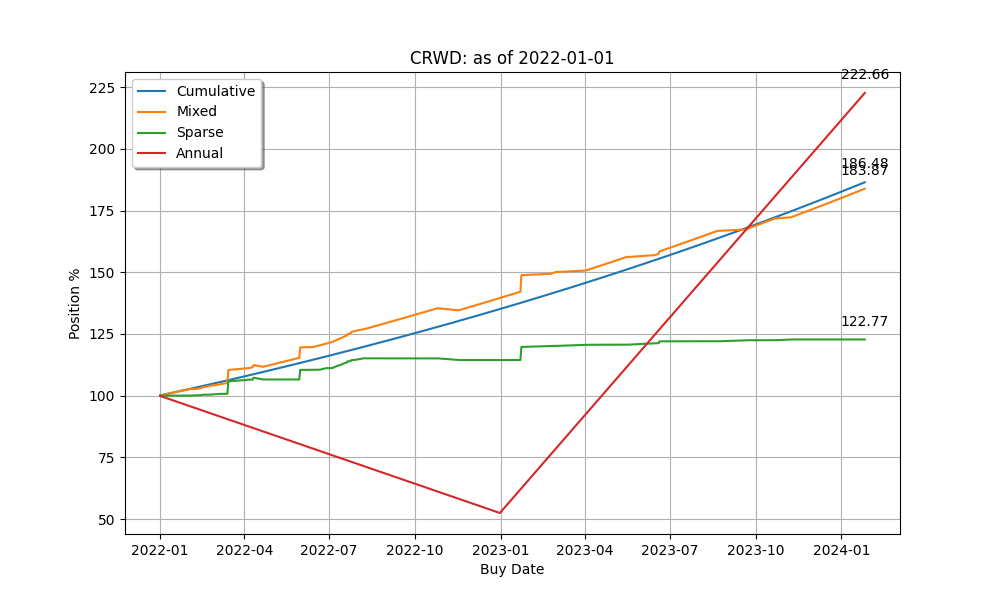 CRWD: as of 2022-01-01
Cumulative
Mixed
Sparse
Annual
222.66
186.48
183.87
122.77
225
200
175
150
125
100
75
50
Position %
2022-01 2022-04 2022-07 2022-10 2023-01 2023-04 2023-07 2023-10 2024-01
Buy Date